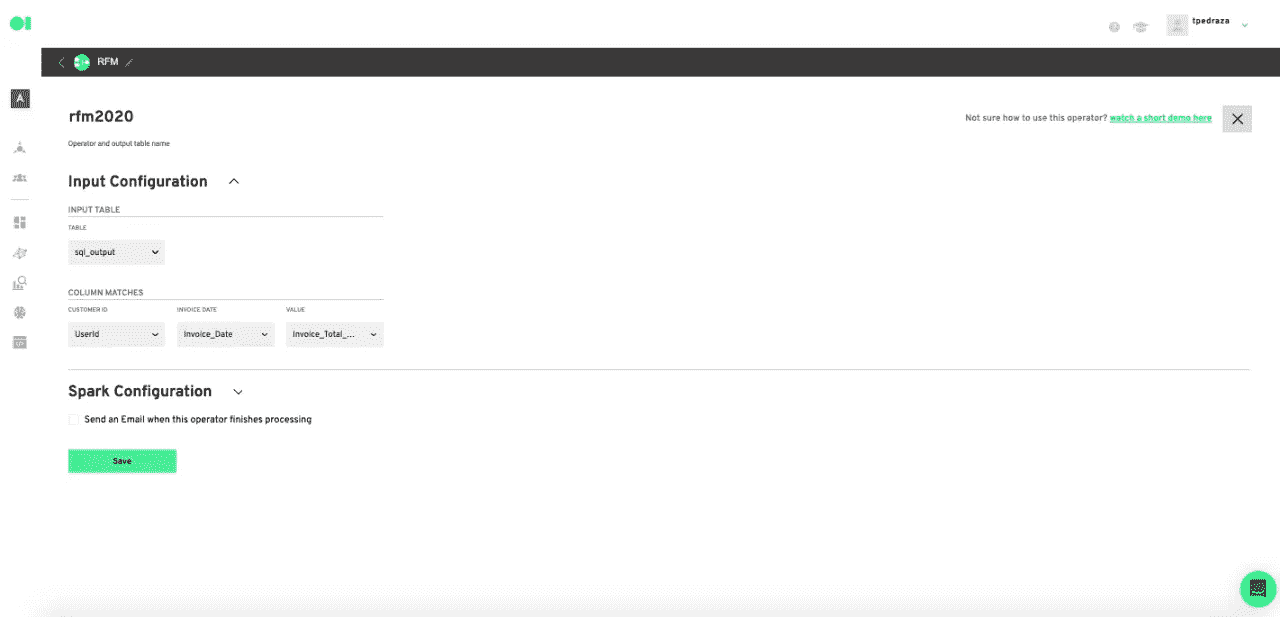 tpedraza
RFM
rfm2020
Not sure how to use this operator? watch a short demo here
Operator and output table name
Input Configuration
INPUT TABLE
TABLE
sql_output
COLUMN MATCHES
CUSTOMER ID INVOICE DATE VALUE
UserId Invoice_Date Invoice_Total_...
Spark Configuration
Send an Email when this operator finishes processing
Save